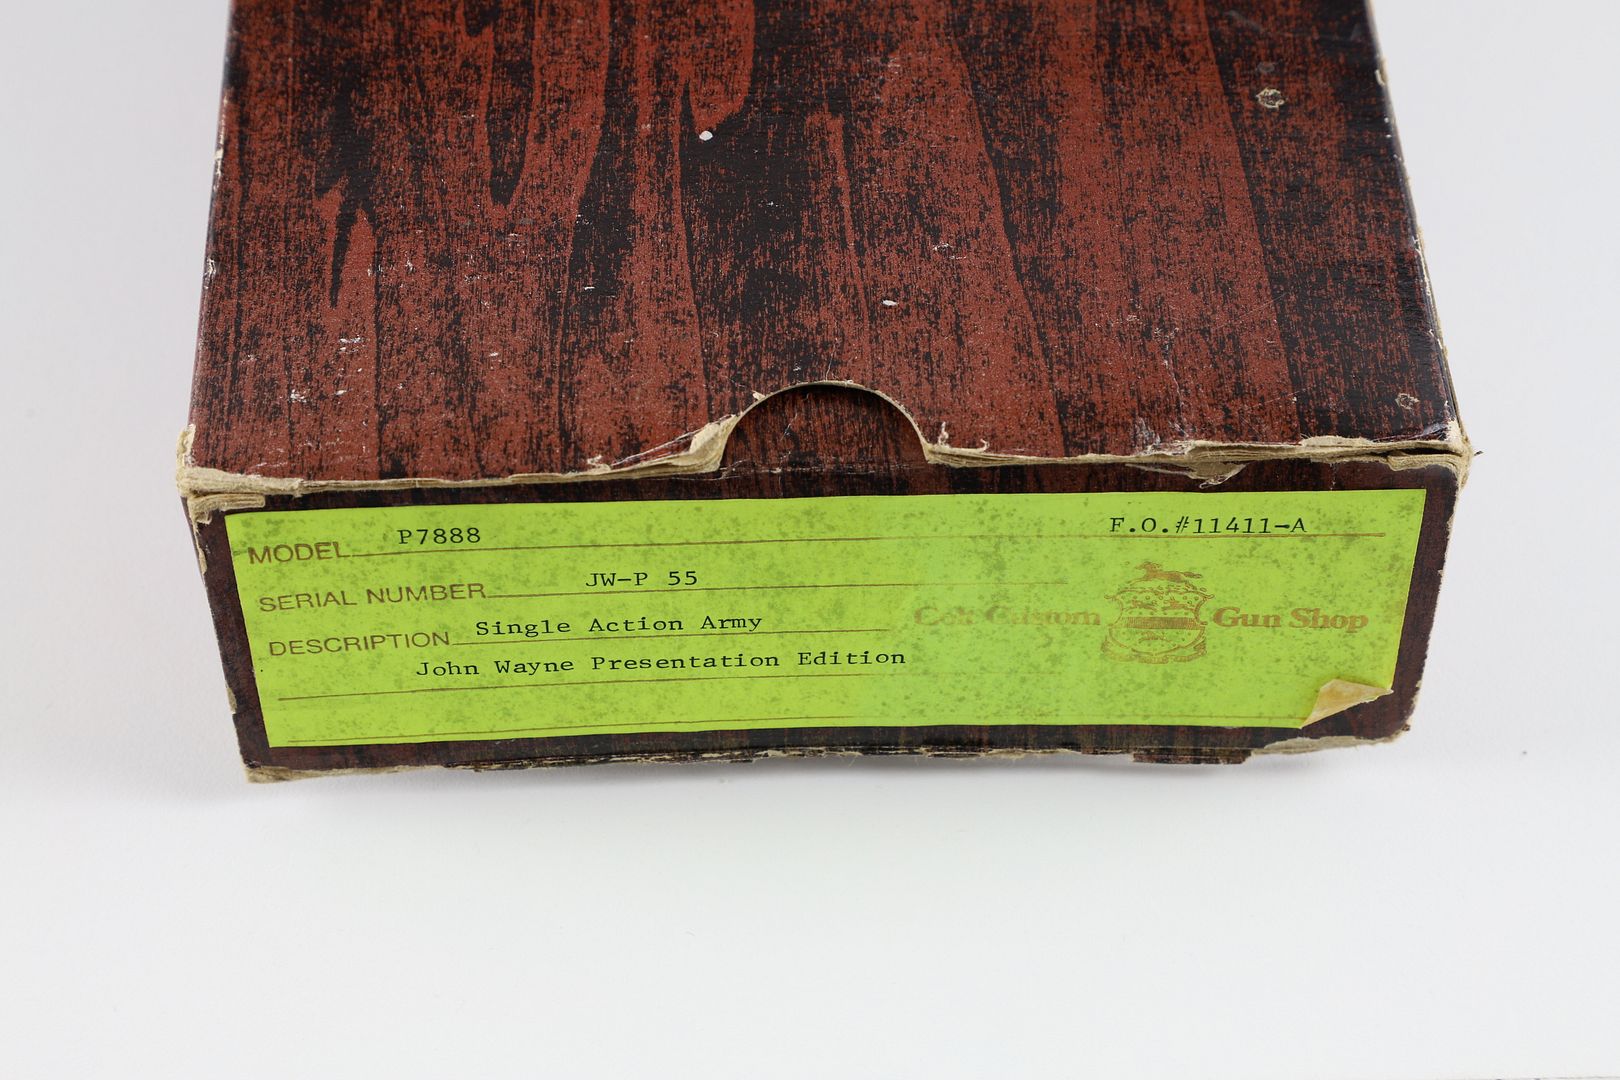 MODEL P7888 F.O.#11411-A
SERIAL NUMBER JW-P 55
DESCRIPTION Single Action Army
Colt Custom Gun Shop
John Wayne Presentation Edition